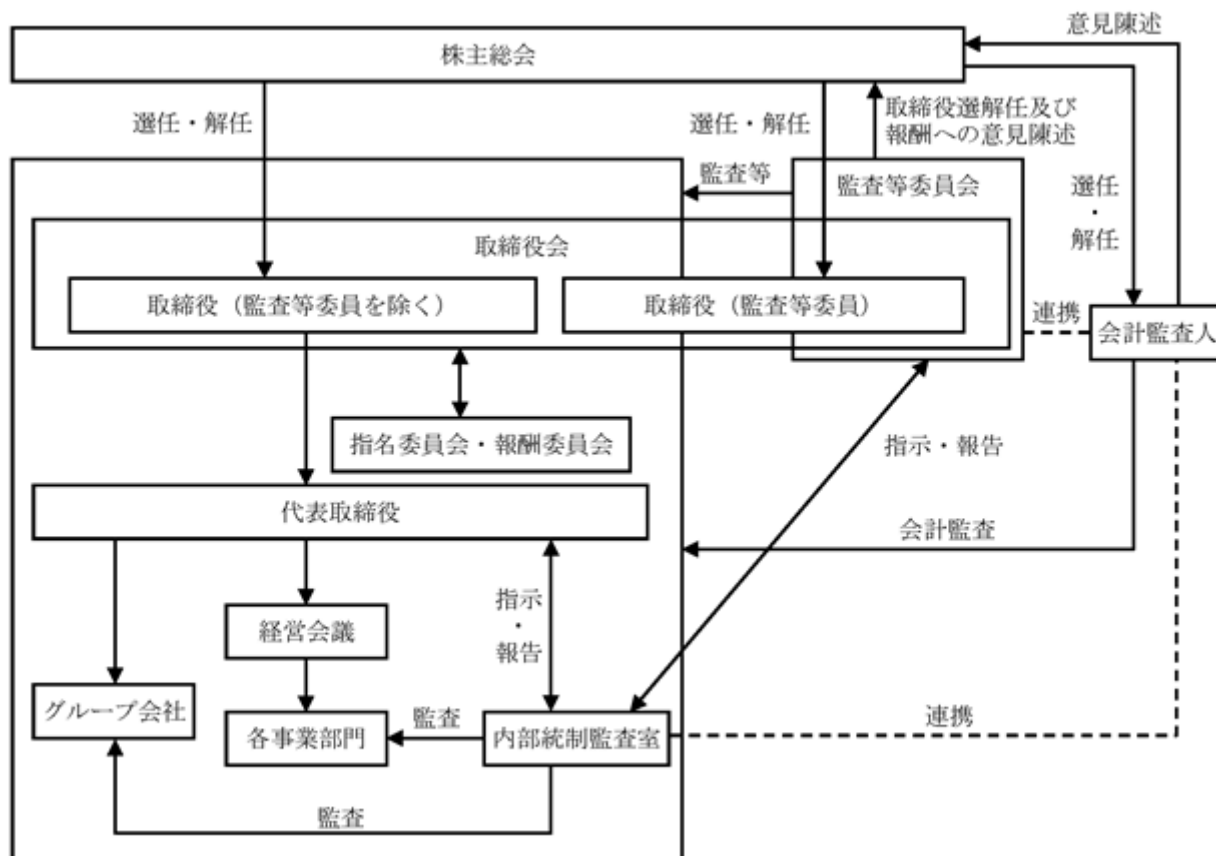 意見陳述
株主総会
選任・解任
選任・解任
取締役選解任及び
報酬への意見陳述
監査等
監査等委員会
選任
・
解任
取締役会
取締役（監査等委員を除く）
取締役（監査等委員）
連携
会計監査人
指名委員会・報酬委員会
指示・報告
代表取締役
会計監査
指示
・
報告
経営会議
グループ会社
各事業部門
監査
内部統制監査室
連携
監査